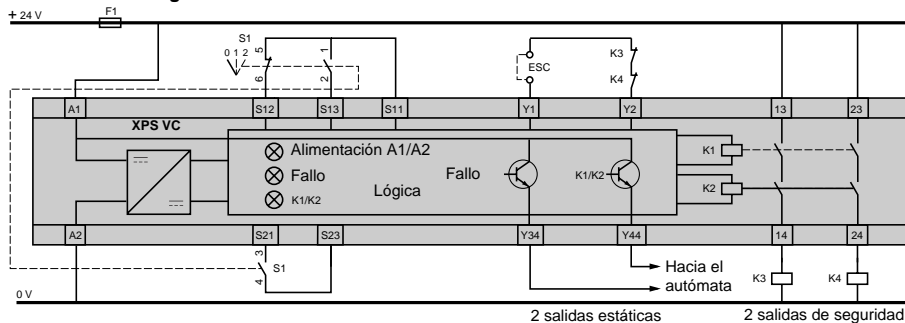 + 24 V
F1
S1
0 1 2
5
6
1
2
ESC
K3
K4
A1
S12
S13
S11
Y1
Y2
13
23
XPS VC
Alimentación A1/A2
Fallo
K1/K2
Lógica
Fallo
K1/K2
K1
K2
A2
S21
S23
Y34
Y44
14
24
3
4
S1
Hacia el
autómata
K3
K4
0 V
2 salidas estáticas
2 salidas de seguridad